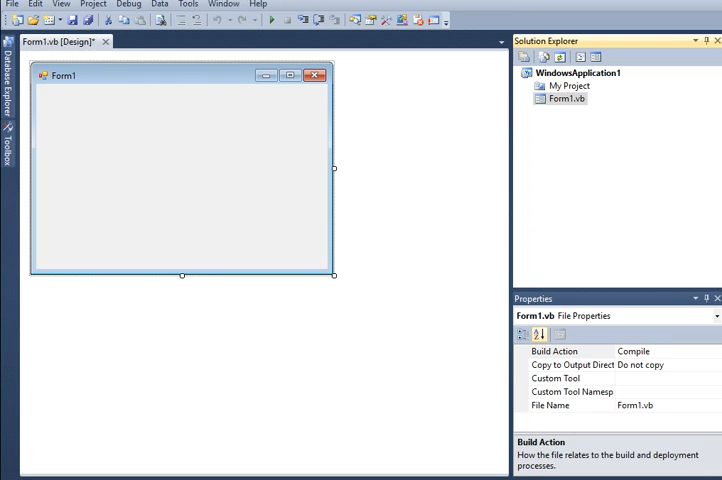 File Edit View Project Debug Data Tools Window Help
Form1.vb [Design]*
Solution Explorer
Database Explorer
Toolbox
Form1
WindowsApplication1
My Project
Form1.vb
Properties
Form1.vb File Properties
Build Action Compile
Copy to Output Direct Do not copy
Custom Tool
Custom Tool Namesp
File Name Form1.vb
Build Action
How the file relates to the build and deployment
processes.